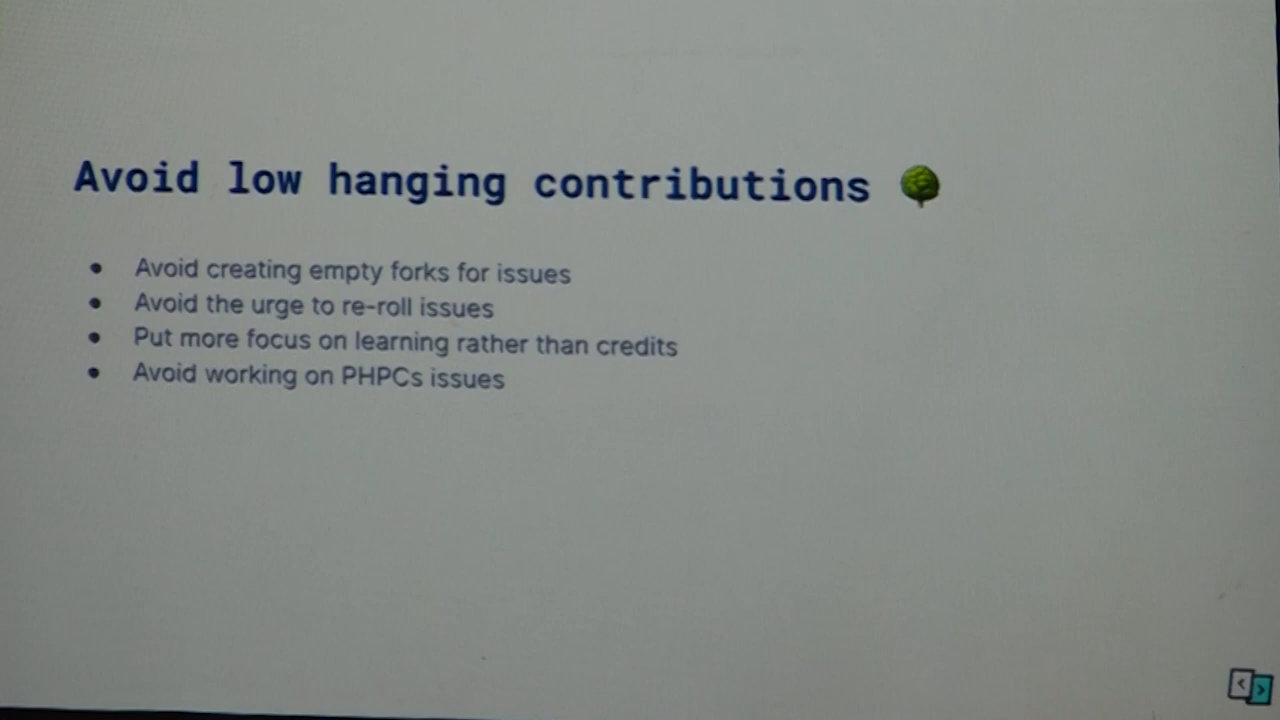 Avoid low hanging contributions 🌳
Avoid creating empty forks for issues
Avoid the urge to re-roll issues
Put more focus on learning rather than credits
Avoid working on PHPCs issues